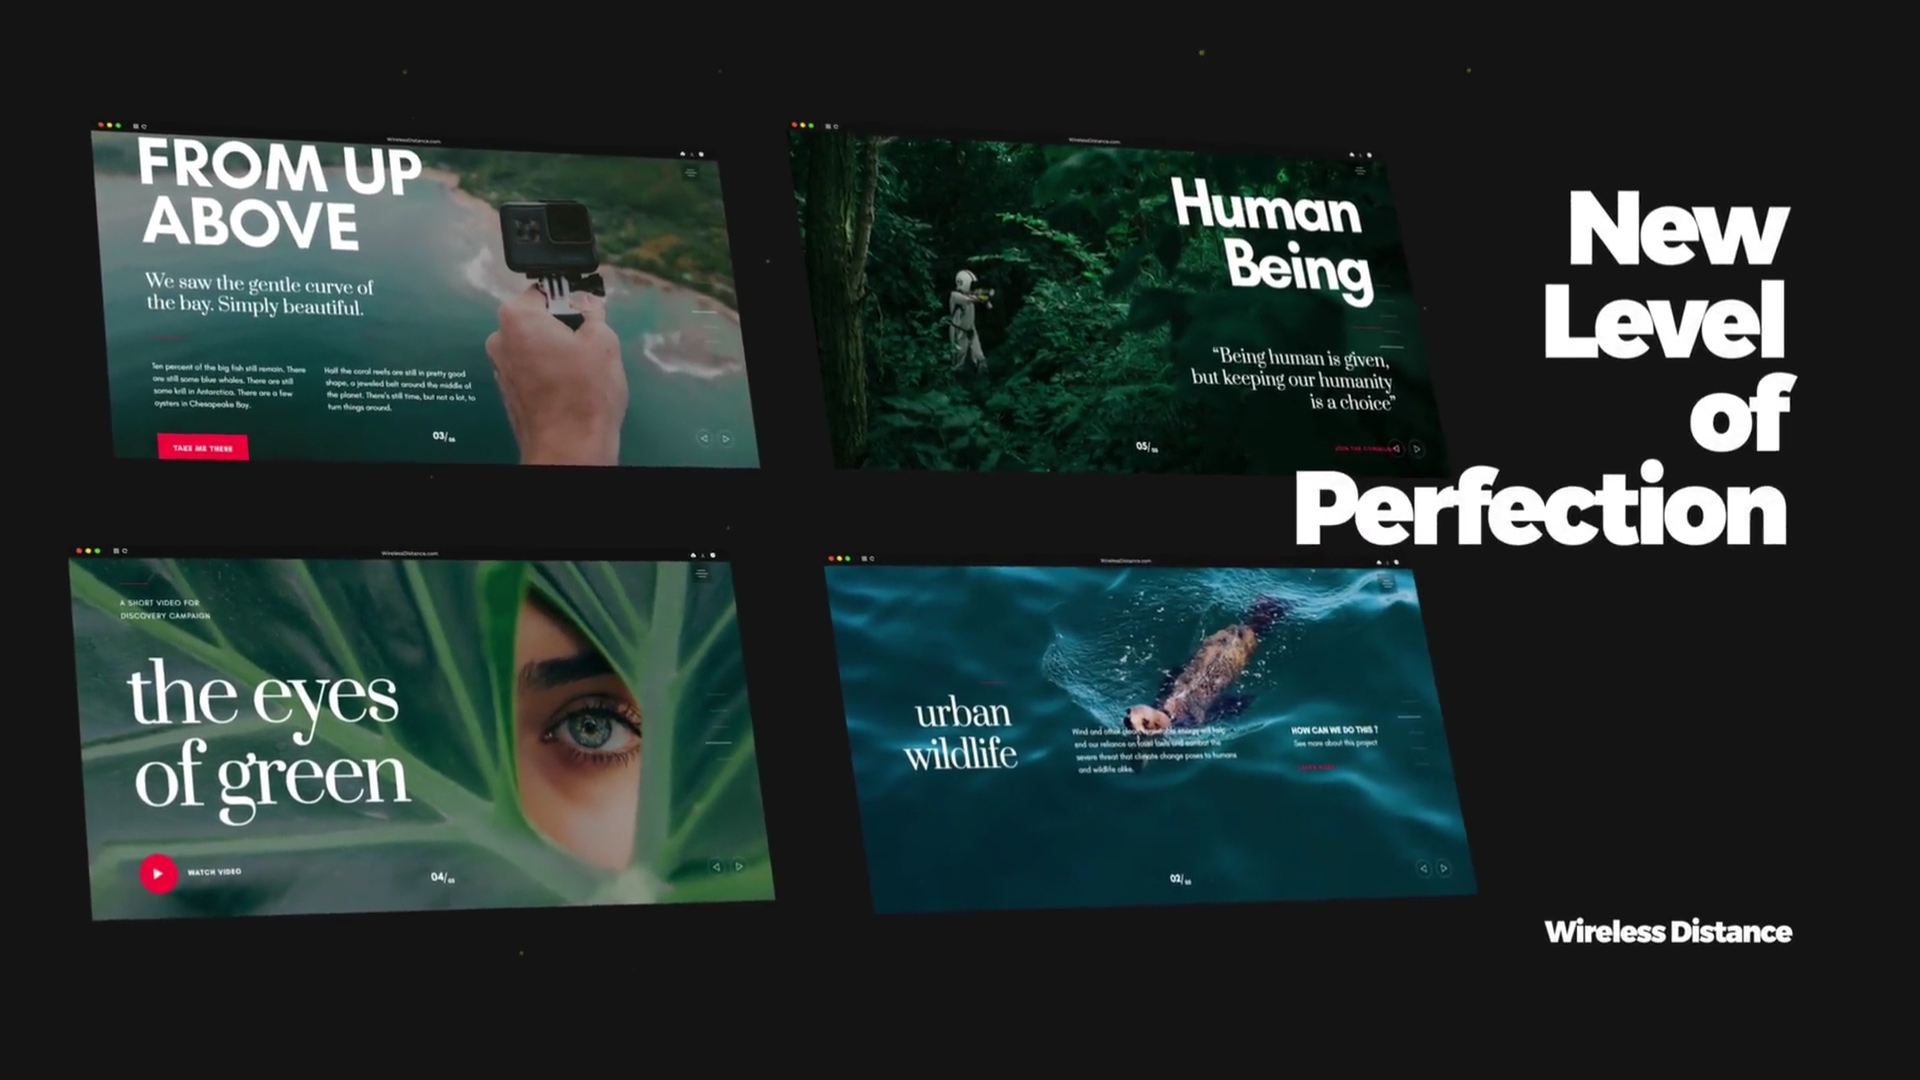 WirelessDistance.com
FROM UP
ABOVE
We saw the gentle curve of
the bay. Simply beautiful.
Ten percent of the big fish still remain. There
are still some blue whales. There are still
some krill in Antarctica. There are a few
oysters in Chesapeake Bay.
Half the coral reefs are still in pretty good
shape, a jeweled belt around the middle of
the planet. There's still time, but not a lot, to
turn things around.
TAKE ME THERE
03/
WirelessDistance.com
Human
Being
“Being human is given,
but keeping our humanity
is a choice”
05/
JOIN THE
New
Level
of
Perfection
WirelessDistance.com
A SHORT VIDEO FOR
DISCOVERY CAMPAIGN
the eyes
of green
WATCH VIDEO
04/
WirelessDistance.com
urban
wildlife
Wind and other clean, renewable energy will help
end our reliance on fossil fuels and combat the
severe threat that climate change poses to humans
and wildlife alike.
HOW CAN WE DO THIS ?
See more about this project
02/
Wireless Distance